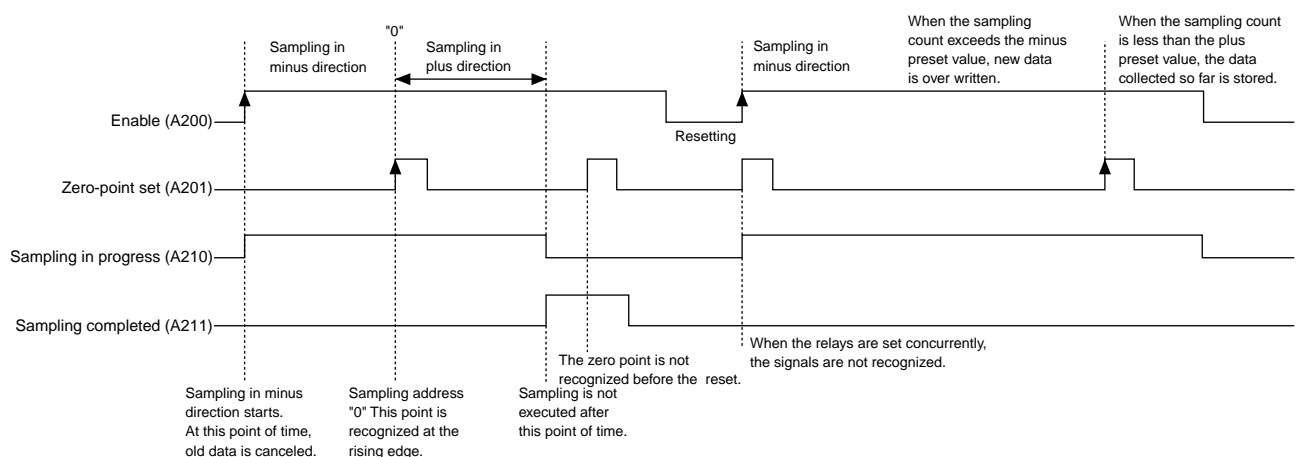 "0"
Sampling in
minus direction
Sampling in
plus direction
Sampling in
minus direction
When the sampling
count exceeds the minus
preset value, new data
is over written.
When the sampling count
is less than the plus
preset value, the data
collected so far is stored.
Enable (A200)
Resetting
Zero-point set (A201)
Sampling in progress (A210)
Sampling completed (A211)
When the relays are set concurrently,
the signals are not recognized.
The zero point is not
recognized before the reset.
Sampling in minus
direction starts.
At this point of time,
old data is canceled.
Sampling address
"0" This point is
recognized at the
rising edge.
Sampling is not
executed after
this point of time.